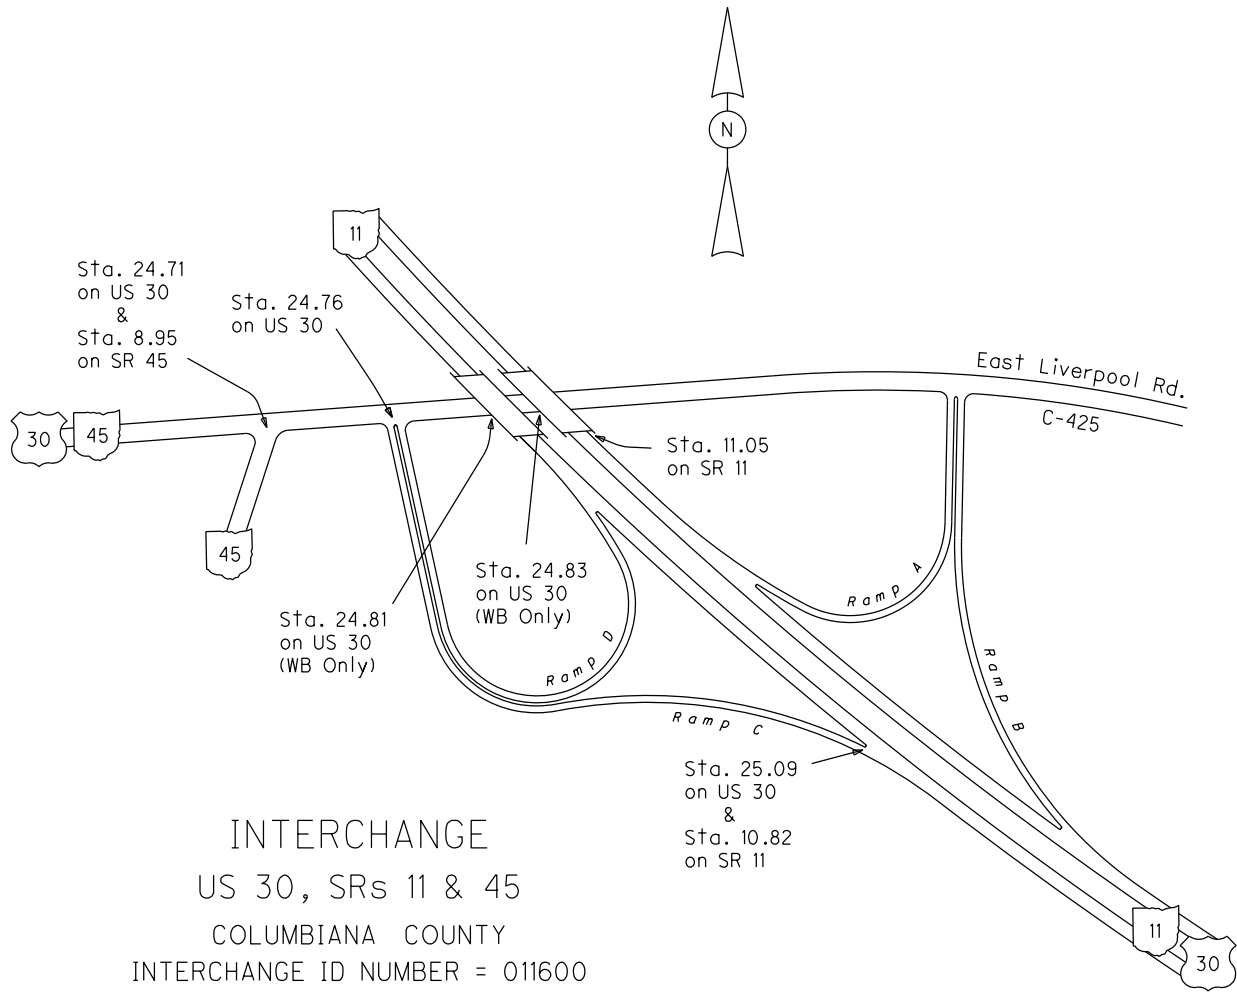 N
11
Sta. 24.71
on US 30
&
Sta. 8.95
on SR 45
Sta. 24.76
on US 30
East Liverpool Rd.
C-425
30
45
Sta. 11.05
on SR 11
45
Sta. 24.83
on US 30
(WB Only)
Sta. 24.81
on US 30
(WB Only)
Ramp A
Ramp D
Ramp B
Ramp C
Sta. 25.09
on US 30
&
Sta. 10.82
on SR 11
INTERCHANGE
US 30, SRs 11 & 45
COLUMBIANA COUNTY
INTERCHANGE ID NUMBER = 011600
11
30